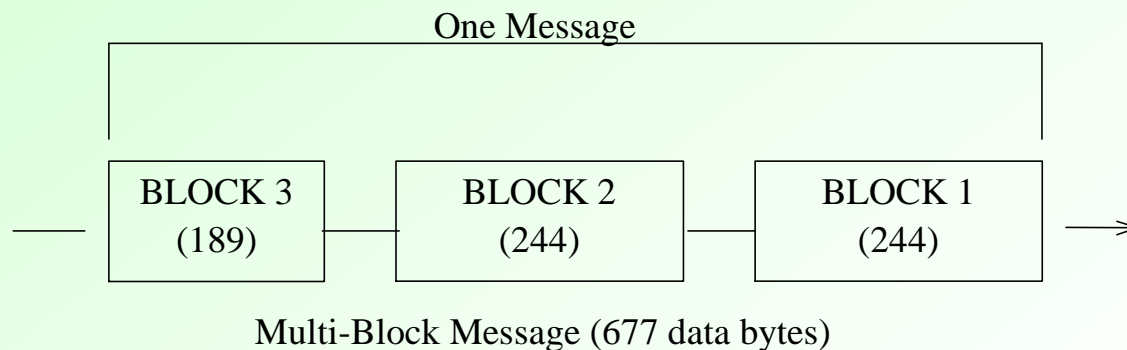 One Message
BLOCK 3
(189)
BLOCK 2
(244)
BLOCK 1
(244)
Multi-Block Message (677 data bytes)